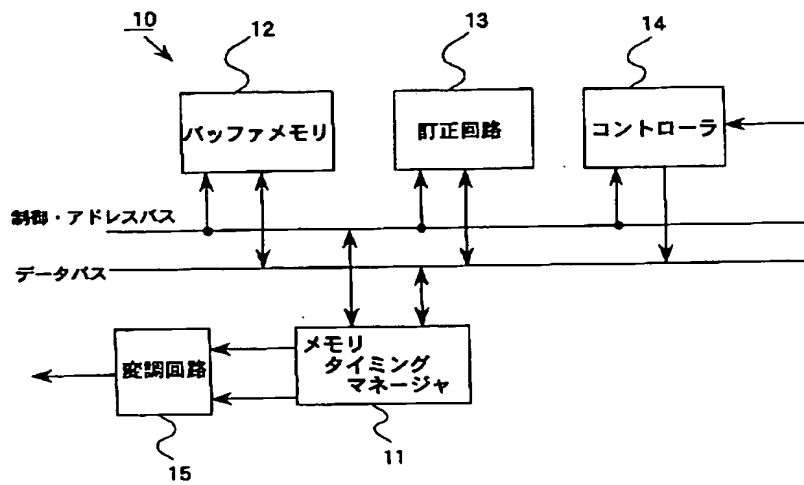 10
12
13
14
バッファメモリ
訂正回路
コントローラ
制御・アドレスバス
データバス
変調回路
メモリ
タイミング
マネージャ
15
11